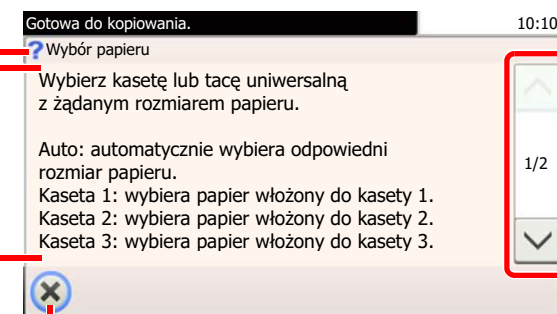 Gotowa do kopiowania. 10:10
? Wybór papieru
Wybierz kasetę lub tacę uniwersalną
z żądanym rozmiarem papieru.
Auto: automatycznie wybiera odpowiedni
rozmiar papieru.
Kaseta 1: wybiera papier włożony do kasety 1.
Kaseta 2: wybiera papier włożony do kasety 2.
Kaseta 3: wybiera papier włożony do kasety 3.
1/2